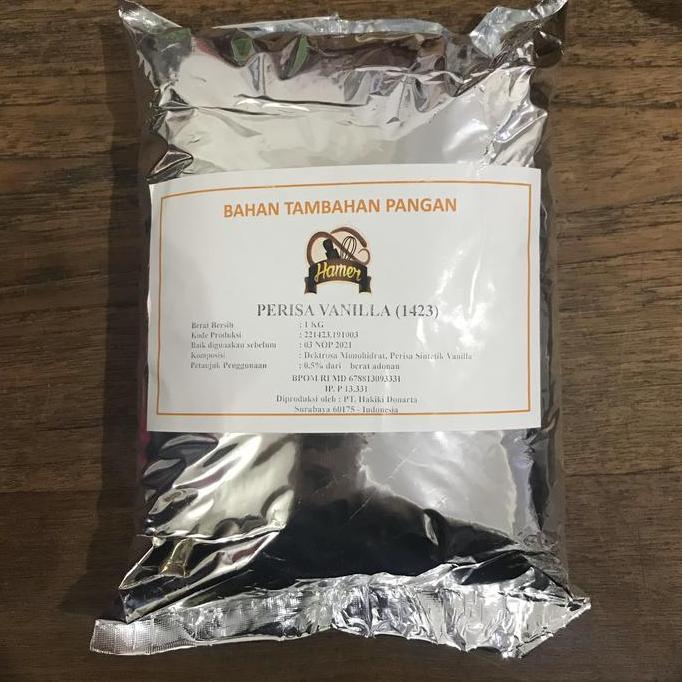 BAHAN TAMBAHAN PANGAN
Hamer
PERISA VANILLA (1423)
Berat Bersih : 1 KG
Kode Produksi : 221423.191003
Baik digunakan sebelum : 03 NOP 2021
Komposisi : Dektrosa Monohidrat, Perisa Sintetik Vanilla
Petunjuk Penggunaan : 0,5% dari berat adonan
BPOM RI MD 678813093331
IP. P 13.331
Diproduksi oleh : PT. Hakiki Donarta
Surabaya 60175 - Indonesia